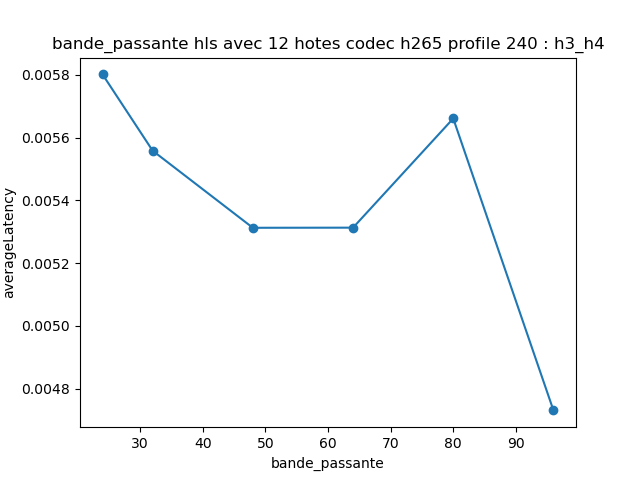 bande_passante hls avec 12 hotes codec h265 profile 240 : h3_h4
averageLatency
0.0058
0.0056
0.0054
0.0052
0.0050
0.0048
30 40 50 60 70 80 90
bande_passante